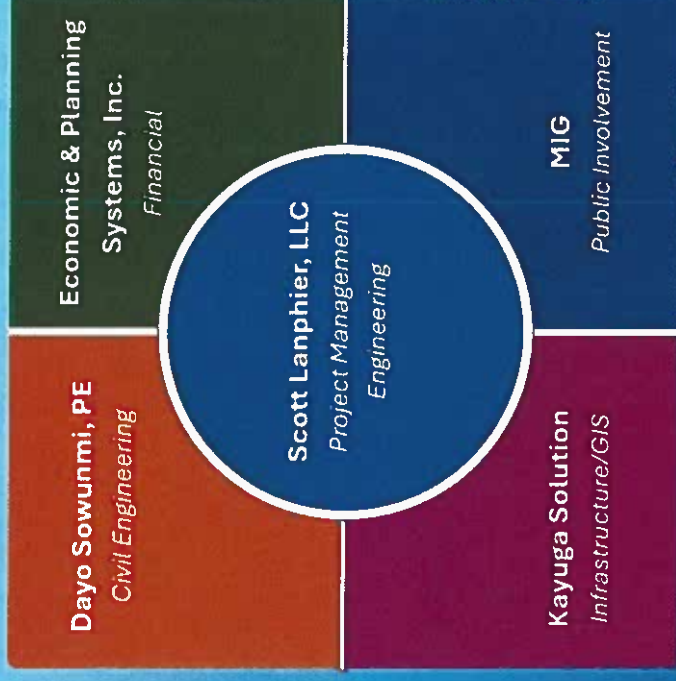 Kayuga Solution
Infrastructure/GIS
Dayo Sowunmi, PE
Civil Engineering
Scott Lanphier, LLC
Project Management
Engineering
MIG
Public Involvement
Economic & Planning
Systems, Inc.
Financial